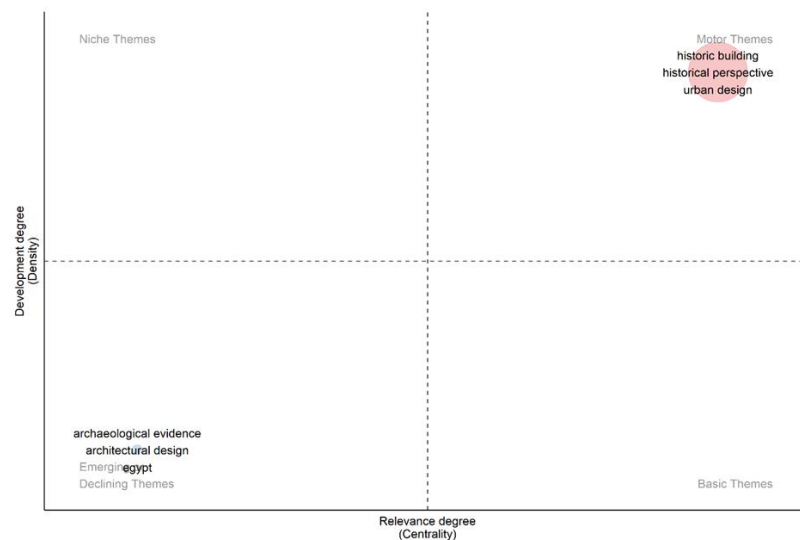 Niche Themes
Motor Themes
historic building
historical perspective
urban design
Development degree
(Density)
archaeological evidence
architectural design
Emerging
egypt
Declining Themes
Basic Themes
Relevance degree
(Centrality)